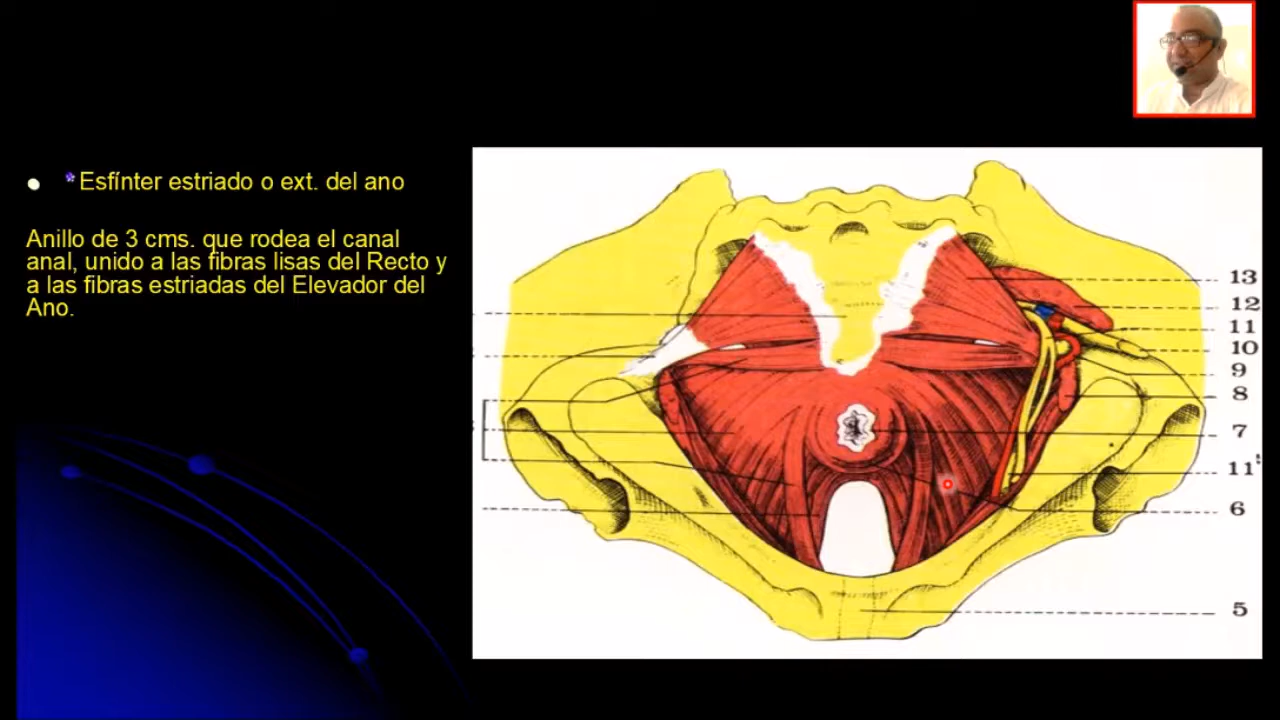 * Esfínter estriado o ext. del ano
Anillo de 3 cms. que rodea el canal
anal, unido a las fibras lisas del Recto y
a las fibras estriadas del Elevador del
Ano.
13
12
11
10
9
8
7
11'
6
5